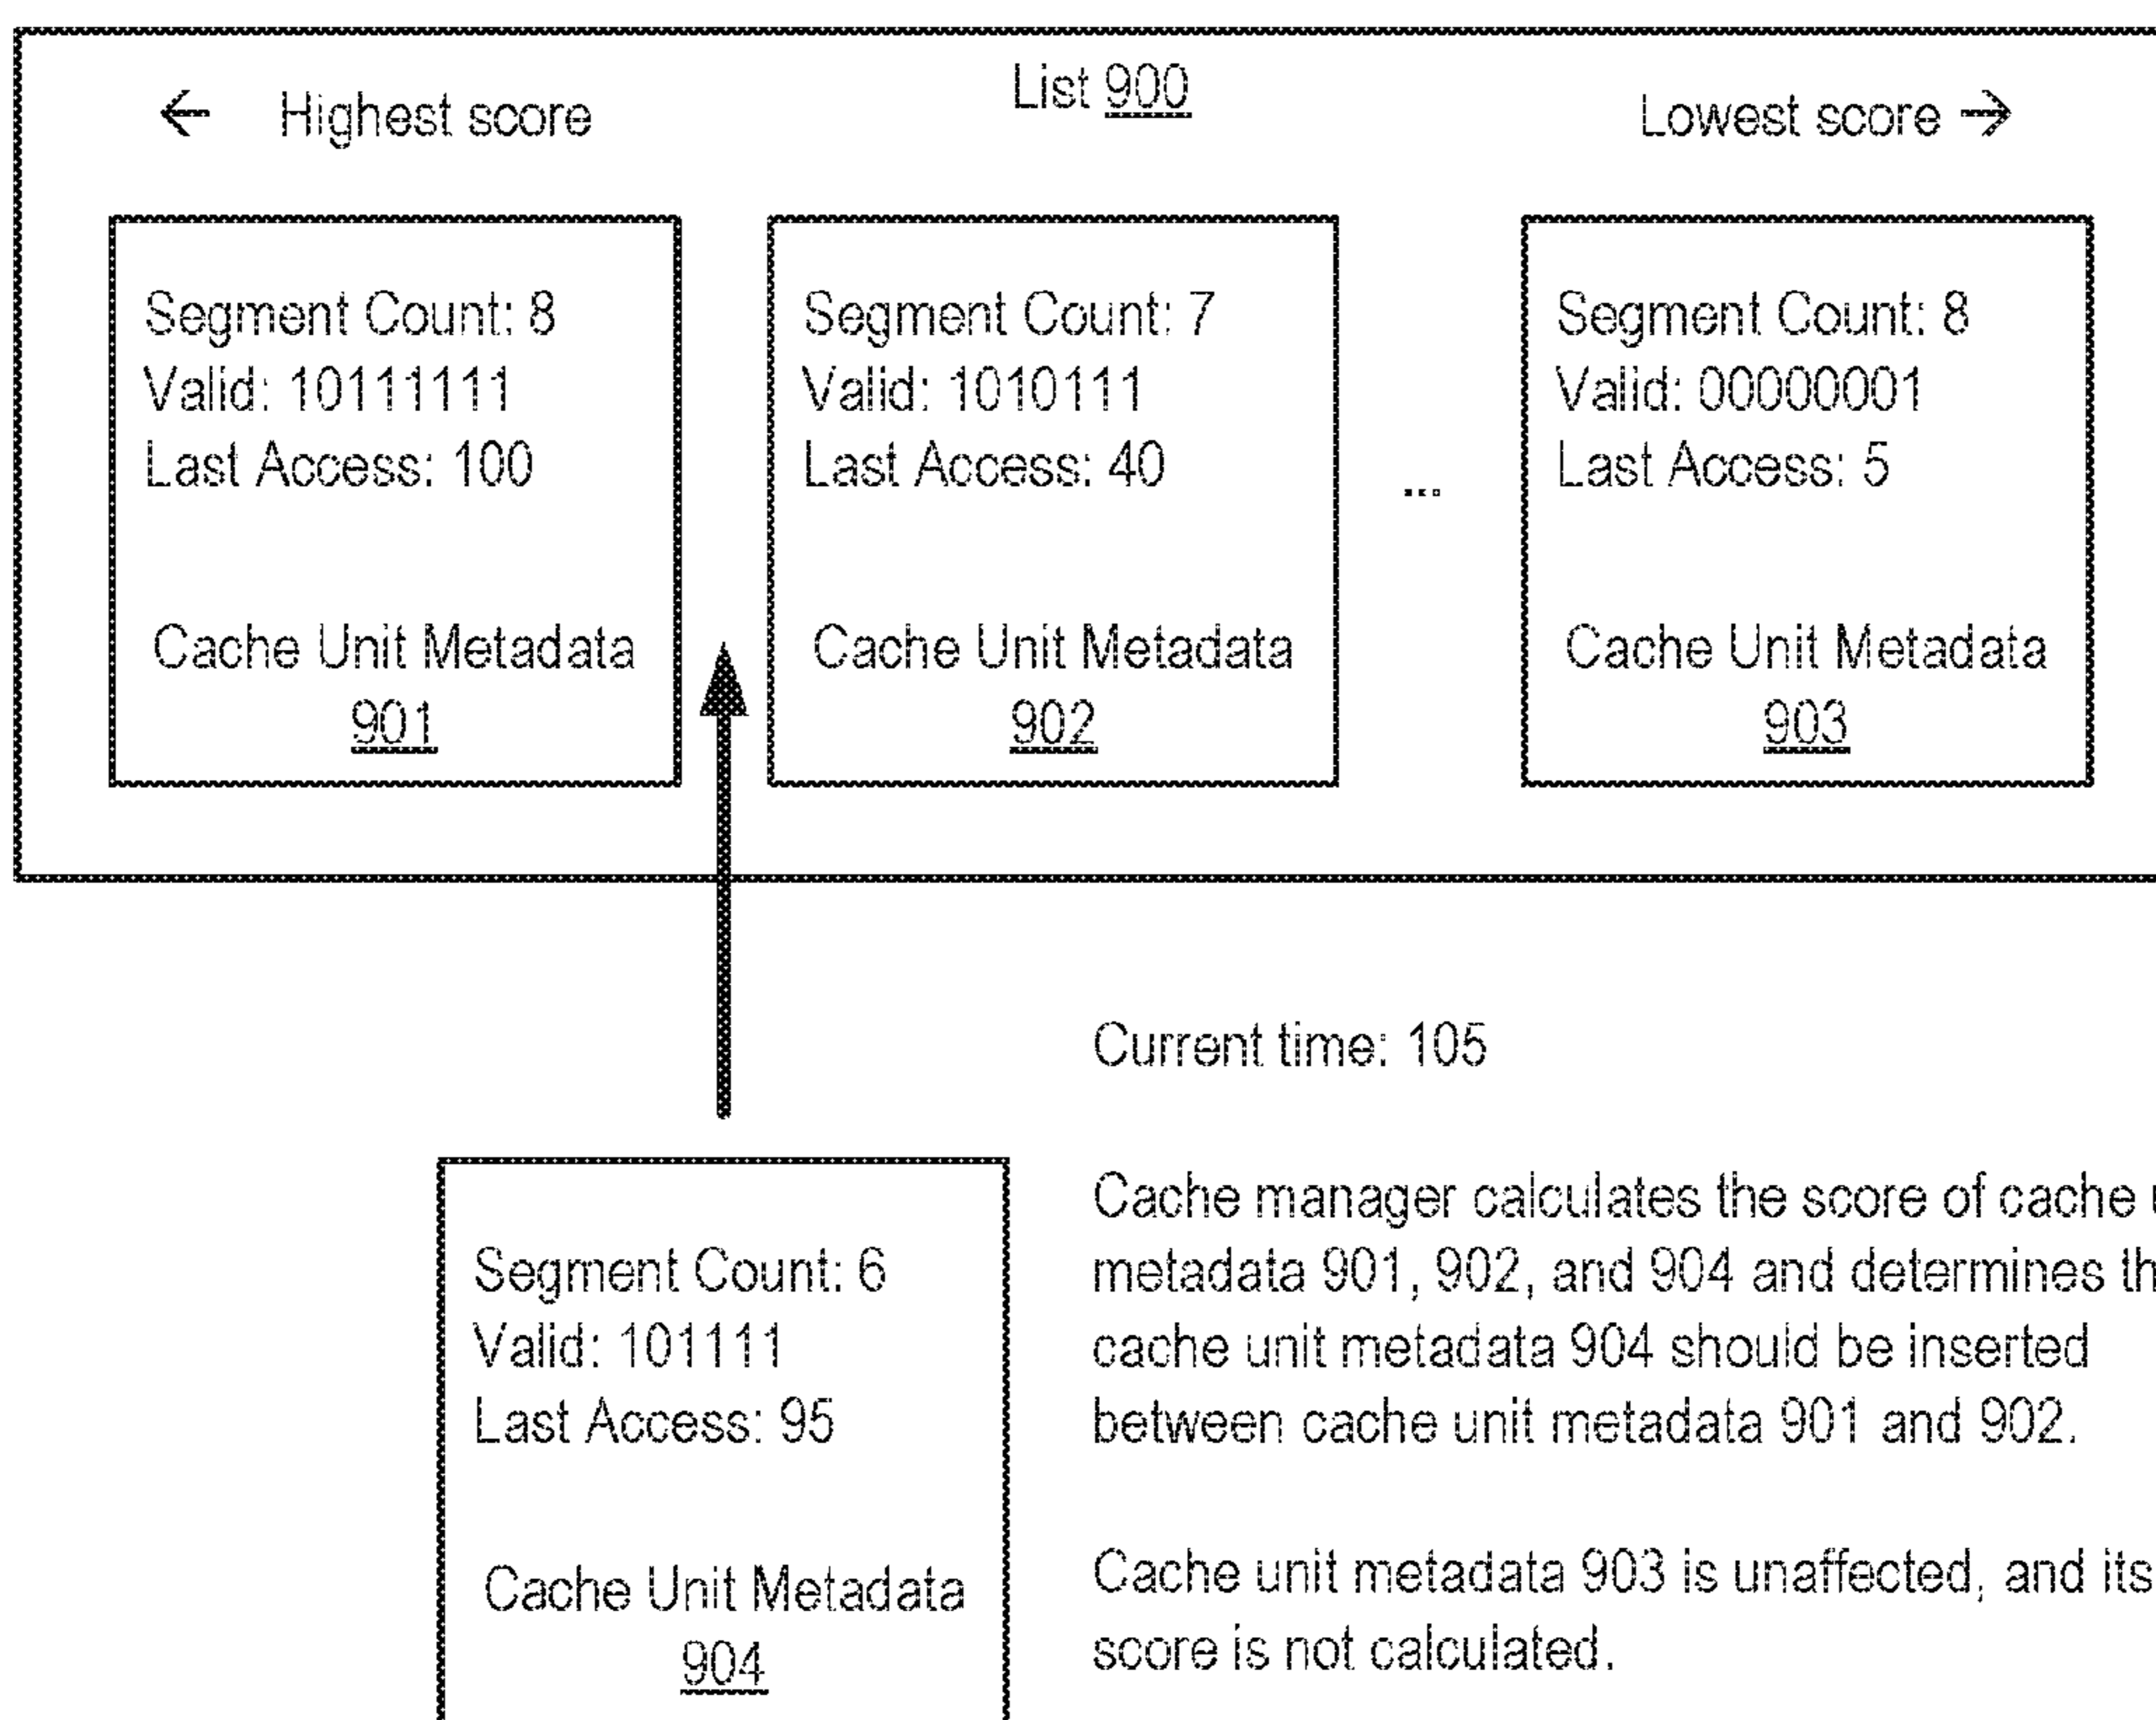 List 900
← Highest score
Lowest score →
Segment Count: 8
Valid: 10111111
Last Access: 100
Cache Unit Metadata
901
Segment Count: 7
Valid: 1010111
Last Access: 40
Cache Unit Metadata
902
...
Segment Count: 8
Valid: 00000001
Last Access: 5
Cache Unit Metadata
903
Segment Count: 6
Valid: 101111
Last Access: 95
Cache Unit Metadata
904
Current time: 105
Cache manager calculates the score of cache
metadata 901, 902, and 904 and determines
cache unit metadata 904 should be inserted
between cache unit metadata 901 and 902.
Cache unit metadata 903 is unaffected, and its
score is not calculated.